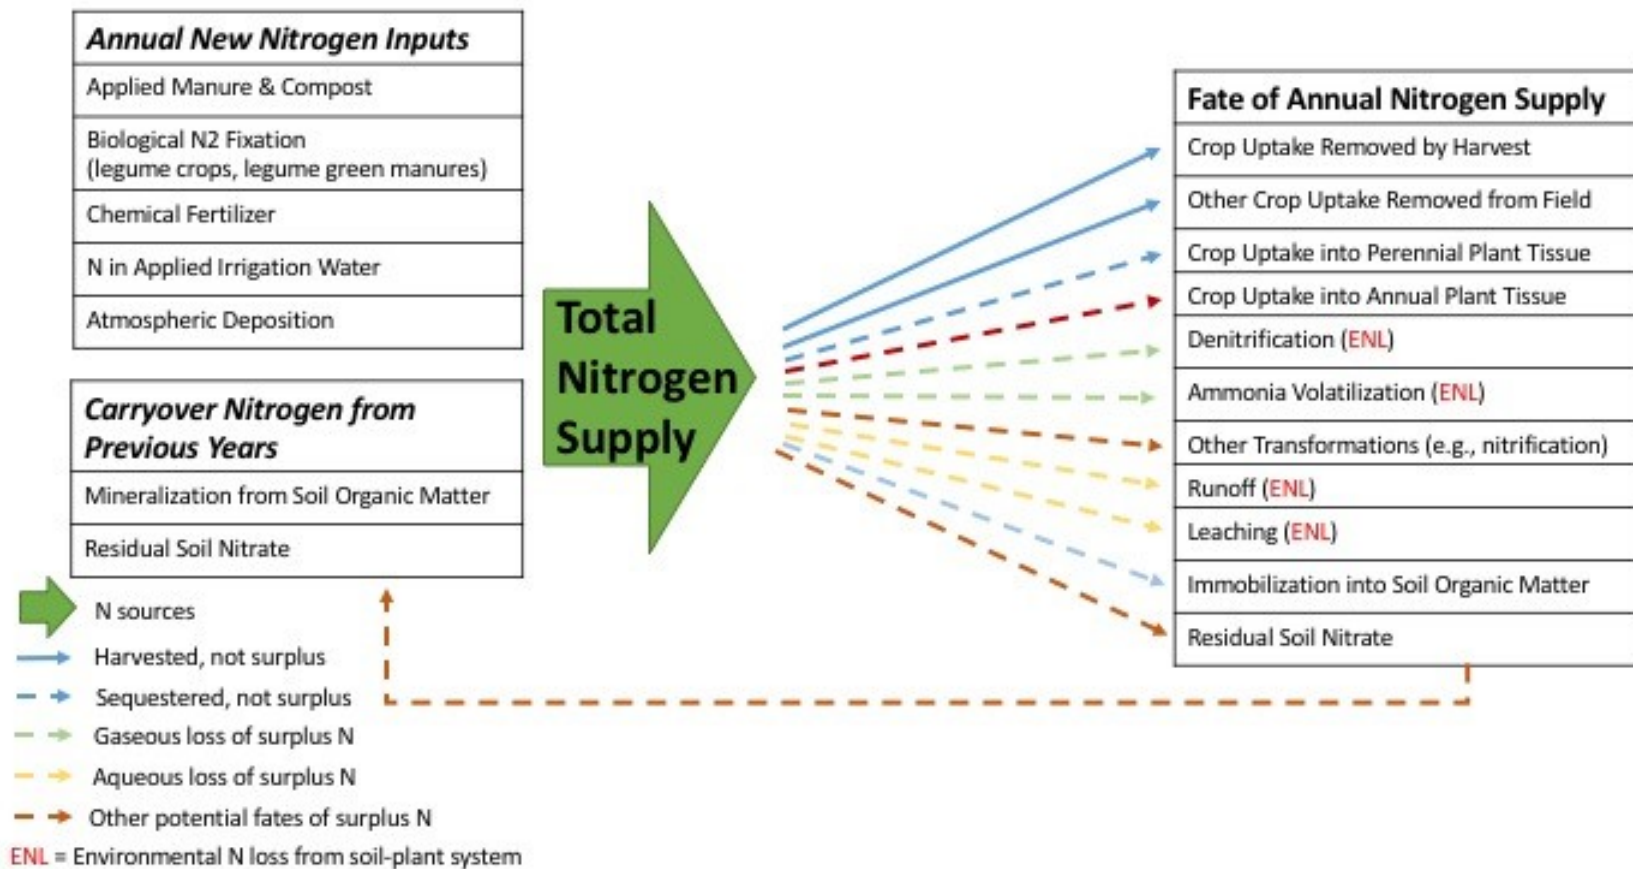 Annual New Nitrogen Inputs
Applied Manure & Compost
Biological N2 Fixation
(legume crops, legume green manures)
Chemical Fertilizer
N in Applied Irrigation Water
Atmospheric Deposition
Carryover Nitrogen from
Previous Years
Mineralization from Soil Organic Matter
Residual Soil Nitrate
Total
Nitrogen
Supply
Fate of Annual Nitrogen Supply
Crop Uptake Removed by Harvest
Other Crop Uptake Removed from Field
Crop Uptake into Perennial Plant Tissue
Crop Uptake into Annual Plant Tissue
Denitrification (ENL)
Ammonia Volatilization (ENL)
Other Transformations (e.g., nitrification)
Runoff (ENL)
Leaching (ENL)
Immobilization into Soil Organic Matter
Residual Soil Nitrate
N sources
Harvested, not surplus
Sequestered, not surplus
Gaseous loss of surplus N
Aqueous loss of surplus N
Other potential fates of surplus N
ENL = Environmental N loss from soil-plant system